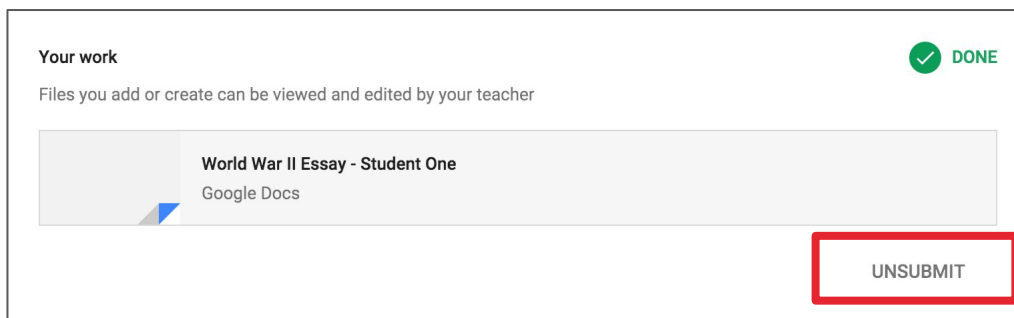 Your work
DONE
Files you add or create can be viewed and edited by your teacher
World War II Essay - Student One
Google Docs
UNSUBMIT